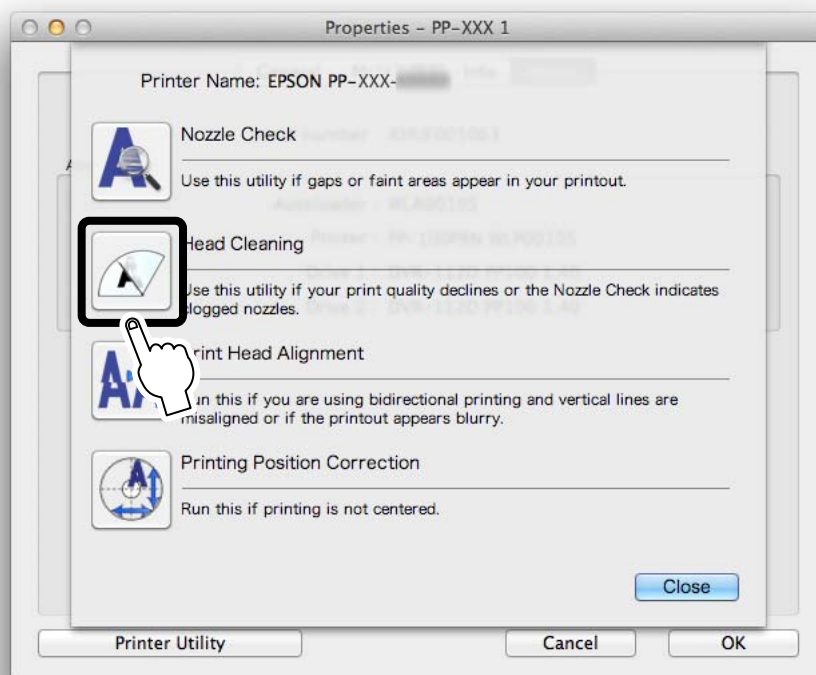 Properties – PP–XXX 1
Printer Name: EPSON PP–XXX-
Nozzle Check
Use this utility if gaps or faint areas appear in your printout.
Head Cleaning
Use this utility if your print quality declines or the Nozzle Check indicates
clogged nozzles.
Print Head Alignment
Run this if you are using bidirectional printing and vertical lines are
misaligned or if the printout appears blurry.
Printing Position Correction
Run this if printing is not centered.
Close
Printer Utility
Cancel
OK